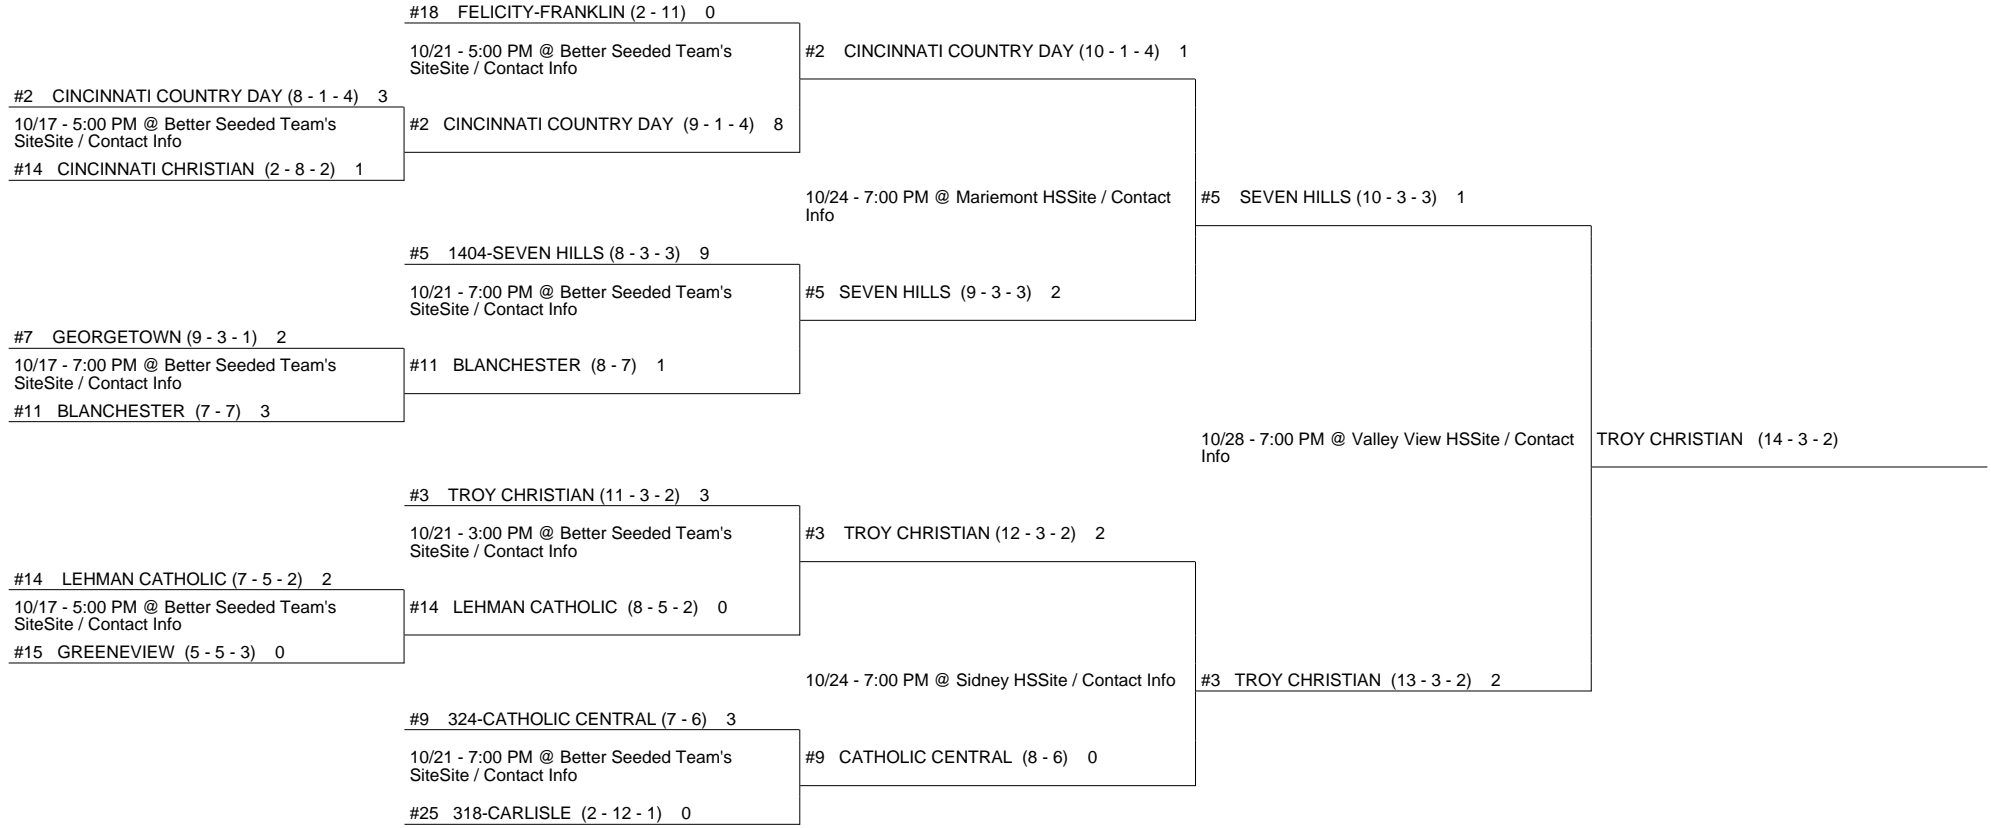 #18 FELICITY-FRANKLIN (2 - 11) 0
10/21 - 5:00 PM @ Better Seeded Team's
SiteSite / Contact Info
#2 CINCINNATI COUNTRY DAY (10 - 1 - 4) 1
#2 CINCINNATI COUNTRY DAY (8 - 1 - 4) 3
10/17 - 5:00 PM @ Better Seeded Team's
SiteSite / Contact Info
#2 CINCINNATI COUNTRY DAY (9 - 1 - 4) 8
#14 CINCINNATI CHRISTIAN (2 - 8 - 2) 1
10/24 - 7:00 PM @ Mariemont HSSite / Contact
Info
#5 SEVEN HILLS (10 - 3 - 3) 1
#5 1404-SEVEN HILLS (8 - 3 - 3) 9
10/21 - 7:00 PM @ Better Seeded Team's
SiteSite / Contact Info
#5 SEVEN HILLS (9 - 3 - 3) 2
#7 GEORGETOWN (9 - 3 - 1) 2
10/17 - 7:00 PM @ Better Seeded Team's
SiteSite / Contact Info
#11 BLANCHESTER (8 - 7) 1
#11 BLANCHESTER (7 - 7) 3
10/28 - 7:00 PM @ Valley View HSSite / Contact
Info
TROY CHRISTIAN (14 - 3 - 2)
#3 TROY CHRISTIAN (11 - 3 - 2) 3
10/21 - 3:00 PM @ Better Seeded Team's
SiteSite / Contact Info
#3 TROY CHRISTIAN (12 - 3 - 2) 2
#14 LEHMAN CATHOLIC (7 - 5 - 2) 2
10/17 - 5:00 PM @ Better Seeded Team's
SiteSite / Contact Info
#14 LEHMAN CATHOLIC (8 - 5 - 2) 0
#15 GREENEVIEW (5 - 5 - 3) 0
10/24 - 7:00 PM @ Sidney HSSite / Contact Info
#3 TROY CHRISTIAN (13 - 3 - 2) 2
#9 324-CATHOLIC CENTRAL (7 - 6) 3
10/21 - 7:00 PM @ Better Seeded Team's
SiteSite / Contact Info
#9 CATHOLIC CENTRAL (8 - 6) 0
#25 318-CARLISLE (2 - 12 - 1) 0